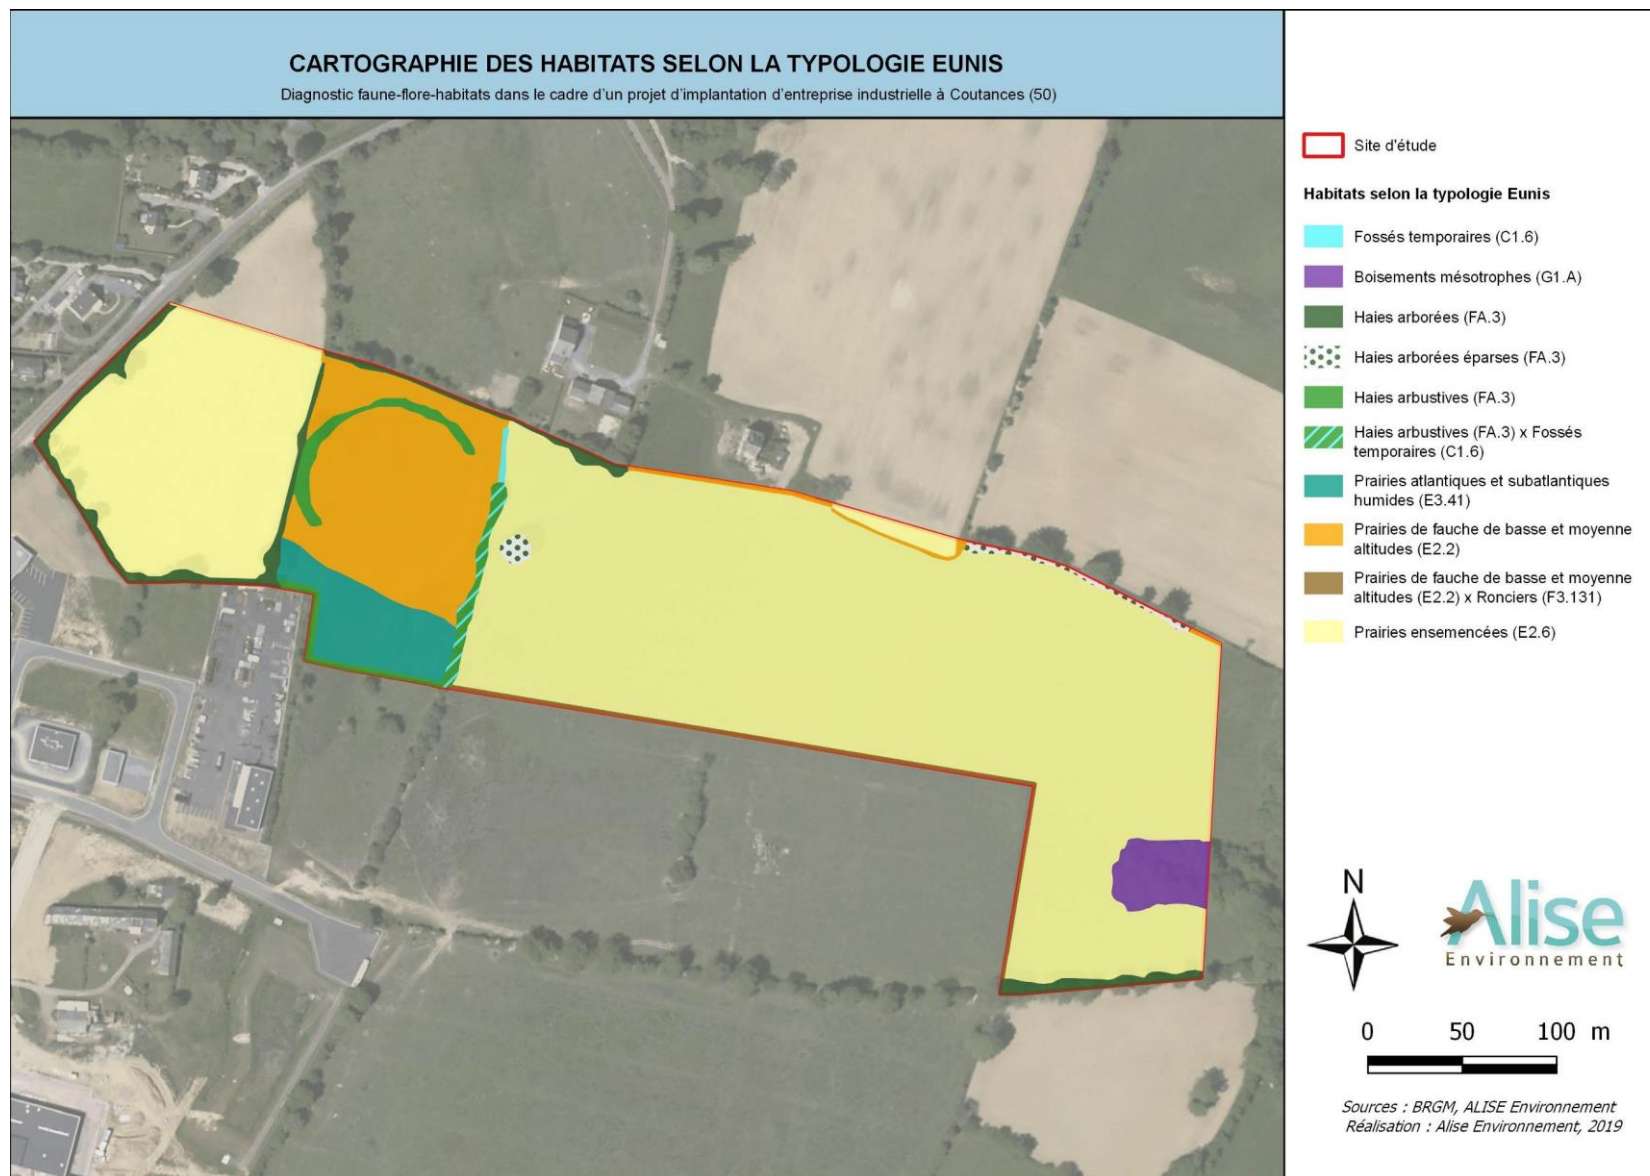 CARTOGRAPHIE DES HABITATS SELON LA TYPOLOGIE EUNIS
Diagnostic faune-flore-habitats dans le cadre d'un projet d'implantation d'entreprise industrielle à Coutances (50)
Site d'étude
Habitats selon la typologie Eunis
Fossés temporaires (C1.6)
Boisements mésotrophes (G1.A)
Haies arborées (FA.3)
Haies arborées éparses (FA.3)
Haies arbustives (FA.3)
Haies arbustives (FA.3) x Fossés
temporaires (C1.6)
Prairies atlantiques et subatlantiques
humides (E3.41)
Prairies de fauche de basse et moyenne
altitudes (E2.2)
Prairies de fauche de basse et moyenne
altitudes (E2.2) x Ronciers (F3.131)
Prairies ensemencées (E2.6)
N
Alise
Environnement
0 50 100 m
Sources : BRGM, ALISE Environnement
Réalisation : Alise Environnement, 2019